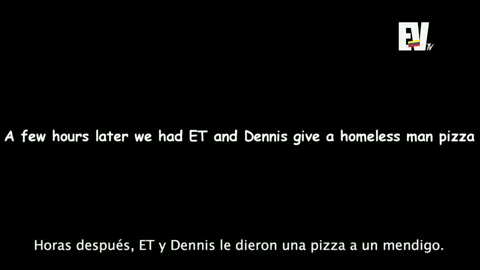 EV TV
A few hours later we had ET and Dennis give a homeless man pizza
Horas después, ET y Dennis le dieron una pizza a un mendigo.